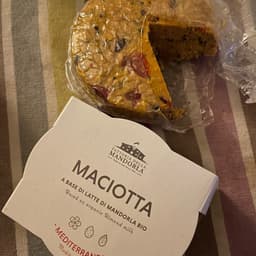 MANDORLA
MACIOTTA
A BASE DI LATTE DI MANDORLA BIO
Based on organic Almond milk
MEDITERRANE